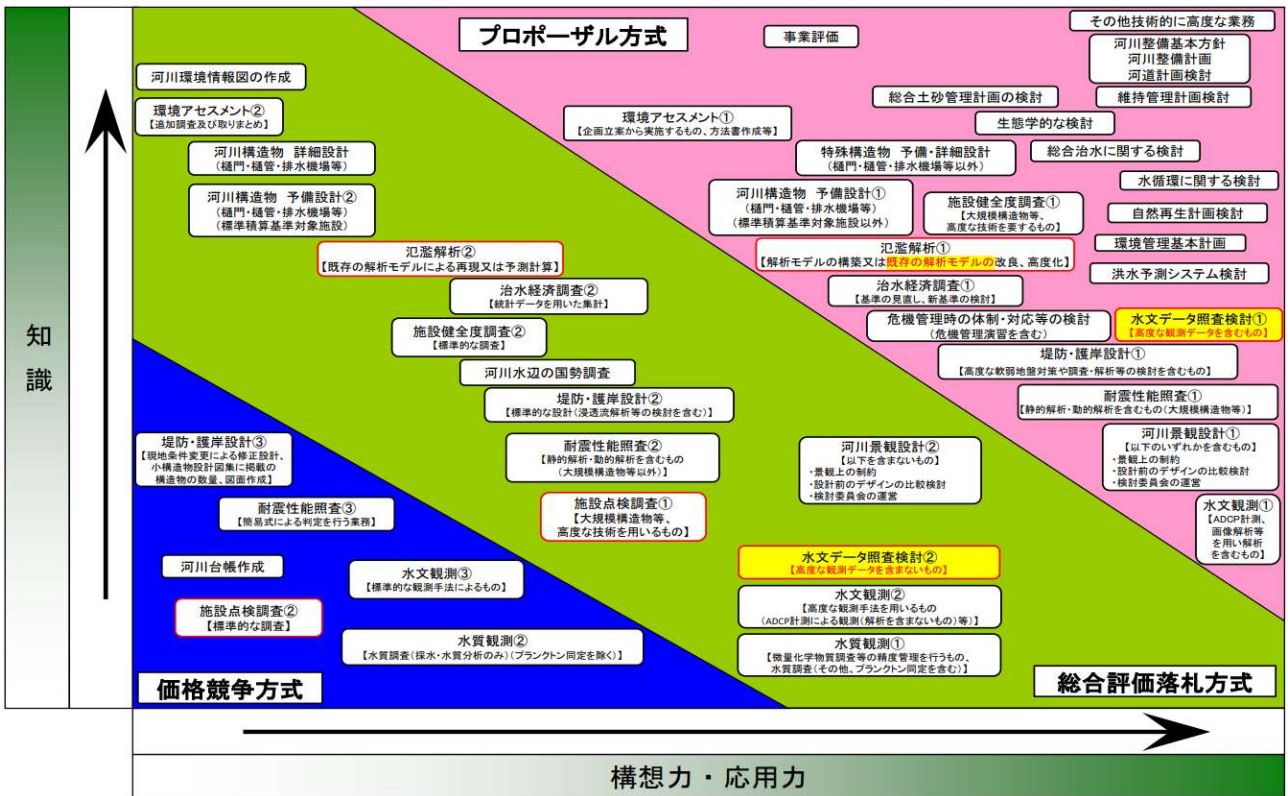 プロポーザル方式
事業評価
その他技術的に高度な業務
河川整備基本方針
河川整備計画
河道計画検討
河川環境情報図の作成
総合土砂管理計画の検討
維持管理計画検討
環境アセスメント②
【追加調査及び取りまとめ】
環境アセスメント①
【企画立案から実施するもの、方法書作成等】
生態学的な検討
河川構造物 詳細設計
(樋門・樋管・排水機場等)
特殊構造物 予備・詳細設計
(樋門・樋管・排水機場等以外)
総合治水に関する検討
水循環に関する検討
河川構造物 予備設計②
(樋門・樋管・排水機場等)
(標準積算基準対象施設)
河川構造物 予備設計①
(樋門・樋管・排水機場等)
(標準積算基準対象施設以外)
施設健全度調査①
【大規模構造物等、
高度な技術を要するもの】
自然再生計画検討
氾濫解析②
【既存の解析モデルによる再現又は予測計算】
氾濫解析①
【解析モデルの構築又は既存の解析モデルの改良、高度化】
環境管理基本計画
洪水予測システム検討
治水経済調査②
【統計データを用いた集計】
治水経済調査①
【基準の見直し、新基準の検討】
施設健全度調査②
【標準的な調査】
危機管理時の体制・対応等の検討
(危機管理演習を含む)
水文データ照査検討①
【高度な観測データを含むもの】
河川水辺の国勢調査
堤防・護岸設計①
【高度な軟弱地盤対策や調査・解析等の検討を含むもの】
堤防・護岸設計②
【標準的な設計(浸透流解析等の検討を含む)】
耐震性能照査①
【静的解析・動的解析を含むもの(大規模構造物等)】
堤防・護岸設計③
【現地条件変更による修正設計、
小構造物設計図集に掲載の
構造物の数量、図面作成】
耐震性能照査②
【静的解析・動的解析を含むもの
(大規模構造物等以外)】
河川景観設計②
【以下を含まないもの】
・景観上の制約
・設計前のデザインの比較検討
・検討委員会の運営
河川景観設計①
【以下のいずれかを含むもの】
・景観上の制約
・設計前のデザインの比較検討
・検討委員会の運営
耐震性能照査③
【簡易式による判定を行う業務】
施設点検調査①
【大規模構造物等、
高度な技術を用いるもの】
水文観測①
【ADCP計測、
画像解析等
を用い解析
を含むもの】
河川台帳作成
水文観測③
【標準的な観測手法によるもの】
水文データ照査検討②
【高度な観測データを含まないもの】
施設点検調査②
【標準的な調査】
水文観測②
【高度な観測手法を用いるもの
(ADCP計測による観測(解析を含まないもの)等)】
水質観測②
【水質調査(採水・水質分析のみ)(プランクトン同定を除く)】
水質観測①
【微量化学物質調査等の精度管理を行うもの、
水質調査(その他、プランクトン同定を含む)】
価格競争方式
総合評価落札方式
知識
構想力・応用力